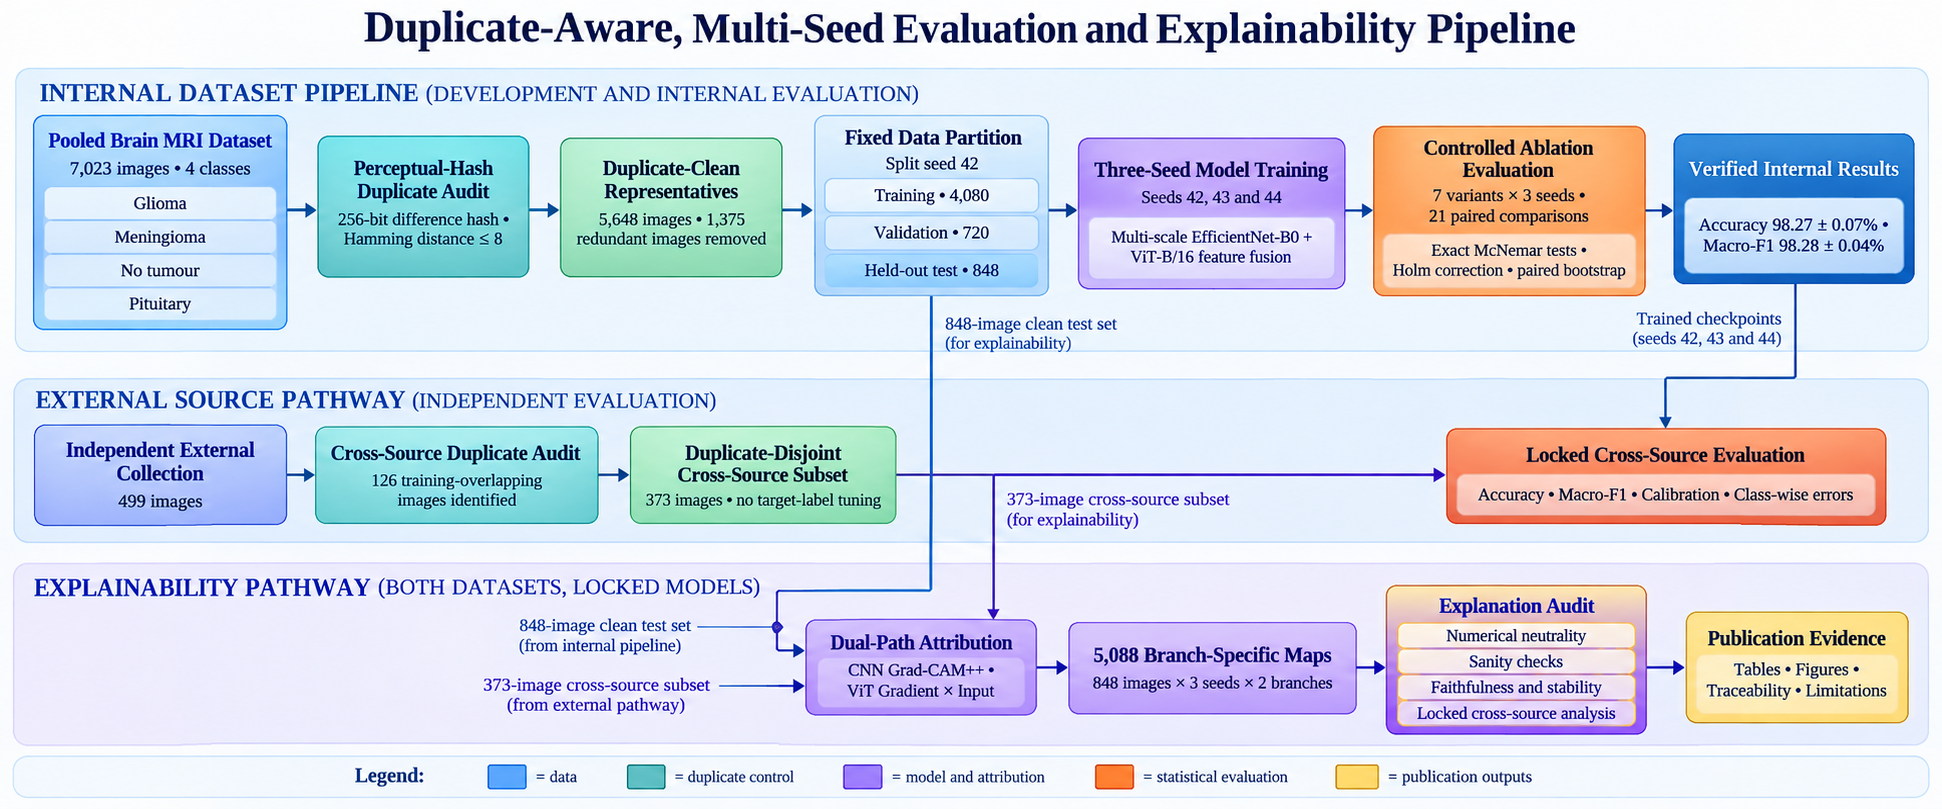 Duplicate-Aware, Multi-Seed Evaluation and Explainability Pipeline
INTERNAL DATASET PIPELINE (DEVELOPMENT AND INTERNAL EVALUATION)
Pooled Brain MRI Dataset
7,023 images • 4 classes
Glioma
Meningioma
No tumour
Pituitary
Perceptual-Hash
Duplicate Audit
256-bit difference hash •
Hamming distance ≤ 8
Duplicate-Clean
Representatives
5,648 images • 1,375
redundant images removed
Fixed Data Partition
Split seed 42
Training • 4,080
Validation • 720
Held-out test • 848
Three-Seed Model Training
Seeds 42, 43 and 44
Multi-scale EfficientNet-B0 +
ViT-B/16 feature fusion
Controlled Ablation
Evaluation
7 variants × 3 seeds •
21 paired comparisons
Exact McNemar tests •
Holm correction • paired bootstrap
Verified Internal Results
Accuracy 98.27 ± 0.07% •
Macro-F1 98.28 ± 0.04%
848-image clean test set
(for explainability)
Trained checkpoints
(seeds 42, 43 and 44)
EXTERNAL SOURCE PATHWAY (INDEPENDENT EVALUATION)
Independent External
Collection
499 images
Cross-Source Duplicate Audit
126 training-overlapping
images identified
Duplicate-Disjoint
Cross-Source Subset
373 images • no target-label tuning
373-image cross-source subset
(for explainability)
Locked Cross-Source Evaluation
Accuracy • Macro-F1 • Calibration • Class-wise errors
EXPLAINABILITY PATHWAY (BOTH DATASETS, LOCKED MODELS)
848-image clean test set
(from internal pipeline)
373-image cross-source subset
(from external pathway)
Dual-Path Attribution
CNN Grad-CAM++ •
ViT Gradient × Input
5,088 Branch-Specific Maps
848 images × 3 seeds × 2 branches
Explanation Audit
Numerical neutrality
Sanity checks
Faithfulness and stability
Locked cross-source analysis
Publication Evidence
Tables • Figures •
Traceability • Limitations
Legend:
= data
= duplicate control
= model and attribution
= statistical evaluation
= publication outputs